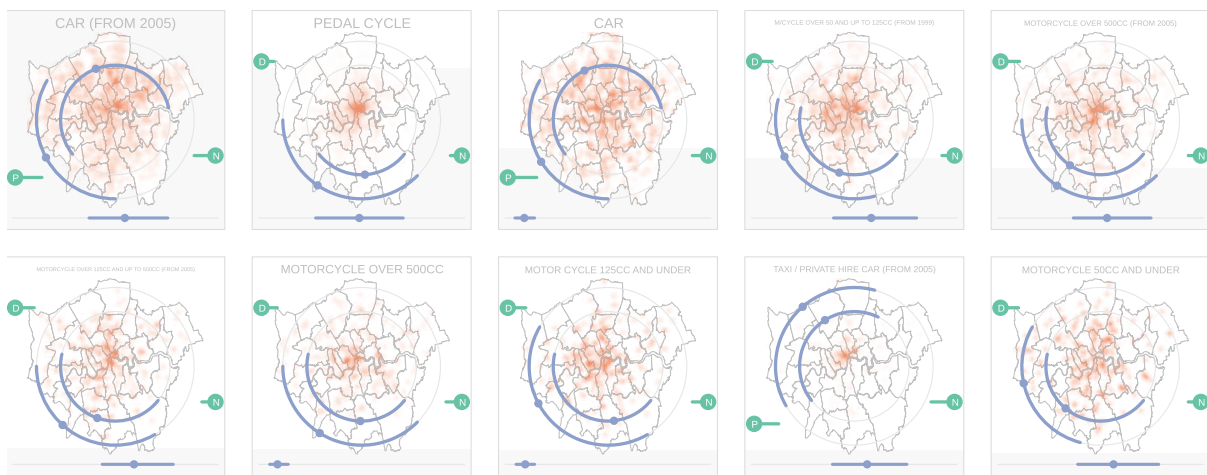 CAR (FROM 2005)
PEDAL CYCLE
CAR
M/CYCLE OVER 50 AND UP TO 125CC (FROM 1999)
MOTORCYCLE OVER 500CC (FROM 2005)
D
D
D
N
N
N
N
N
P
P
MOTORCYCLE OVER 125CC AND UP TO 500CC (FROM 2005)
MOTORCYCLE OVER 500CC
MOTOR CYCLE 125CC AND UNDER
TAXI / PRIVATE HIRE CAR (FROM 2005)
MOTORCYCLE 50CC AND UNDER
D
D
D
D
N
N
N
N
N
P